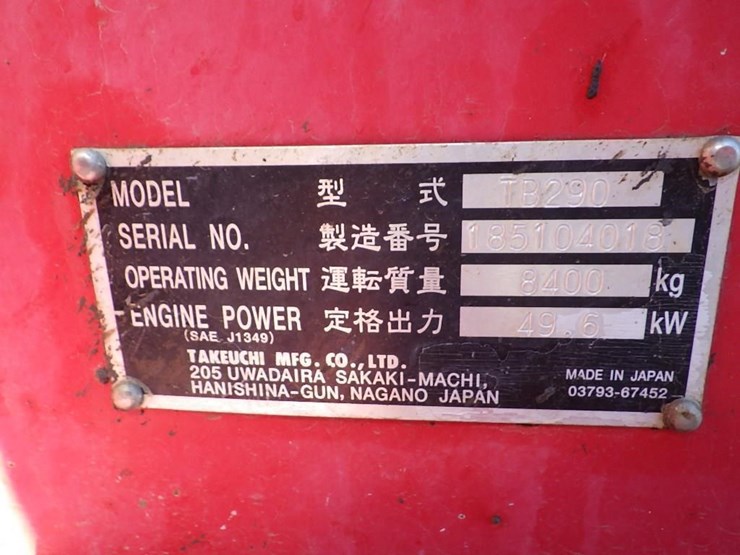 MODEL 型式 TB290
SERIAL NO. 製造番号 185104018
OPERATING WEIGHT 運転質量 8400 kg
ENGINE POWER 定格出力 49.6 kW
(SAE J1349)
TAKEUCHI MFG. CO., LTD.
205 UWADAIRA SAKAKI-MACHI,
HANISHINA-GUN, NAGANO JAPAN
MADE IN JAPAN
03793-67452